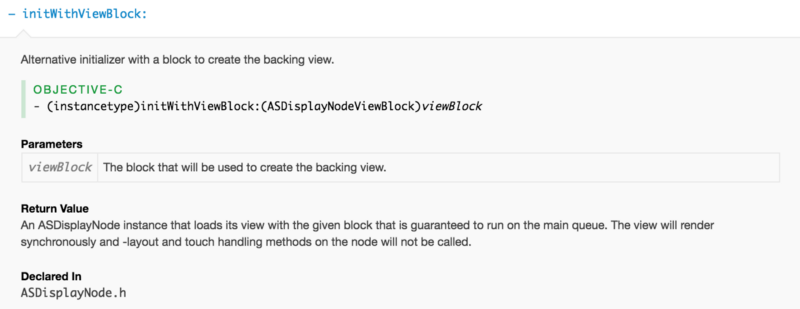 – initWithViewBlock:
Alternative initializer with a block to create the backing view.
OBJECTIVE-C
- (instancetype)initWithViewBlock:(ASDisplayNodeViewBlock)viewBlock
Parameters
viewBlock The block that will be used to create the backing view.
Return Value
An ASDisplayNode instance that loads its view with the given block that is guaranteed to run on the main queue. The view will render
synchronously and -layout and touch handling methods on the node will not be called.
Declared In
ASDisplayNode.h